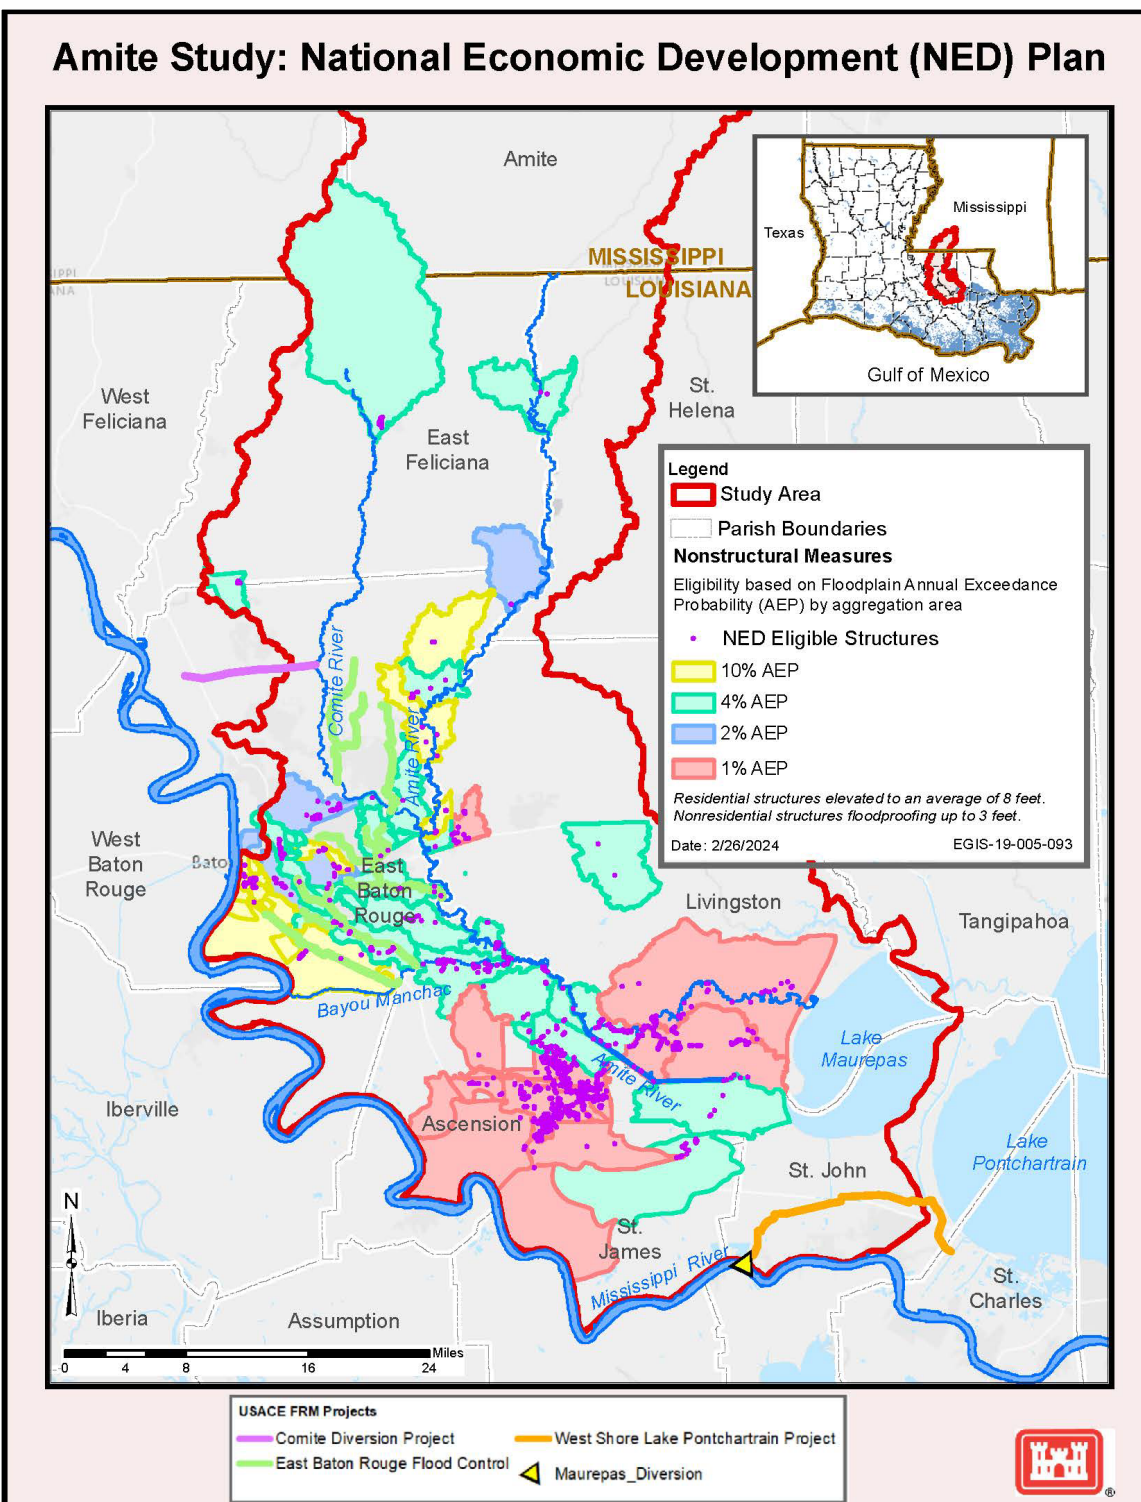 Amite Study: National Economic Development (NED) Plan
Amite
MISSISSIPPI
LOUISIANA
Texas
Mississippi
Gulf of Mexico
West
Feliciana
East
Feliciana
St.
Helena
Legend
Study Area
Parish Boundaries
Nonstructural Measures
Eligibility based on Floodplain Annual Exceedance
Probability (AEP) by aggregation area
NED Eligible Structures
10% AEP
4% AEP
2% AEP
1% AEP
Residential structures elevated to an average of 8 feet.
Nonresidential structures floodproofing up to 3 feet.
Date: 2/26/2024
EGIS-19-005-093
Comite River
Amite River
West
Baton
Rouge
Bato
East
Baton
Rouge
Livingston
Tangipahoa
Bayou Manchac
Lake
Maurepas
Amite River
Iberville
Ascension
Lake
Pontchartrain
St. John
St.
James
Mississippi River
St.
Charles
N
Iberia
Assumption
Miles
0 4 8 16 24
USACE FRM Projects
Comite Diversion Project
West Shore Lake Pontchartrain Project
East Baton Rouge Flood Control
Maurepas_Diversion
®